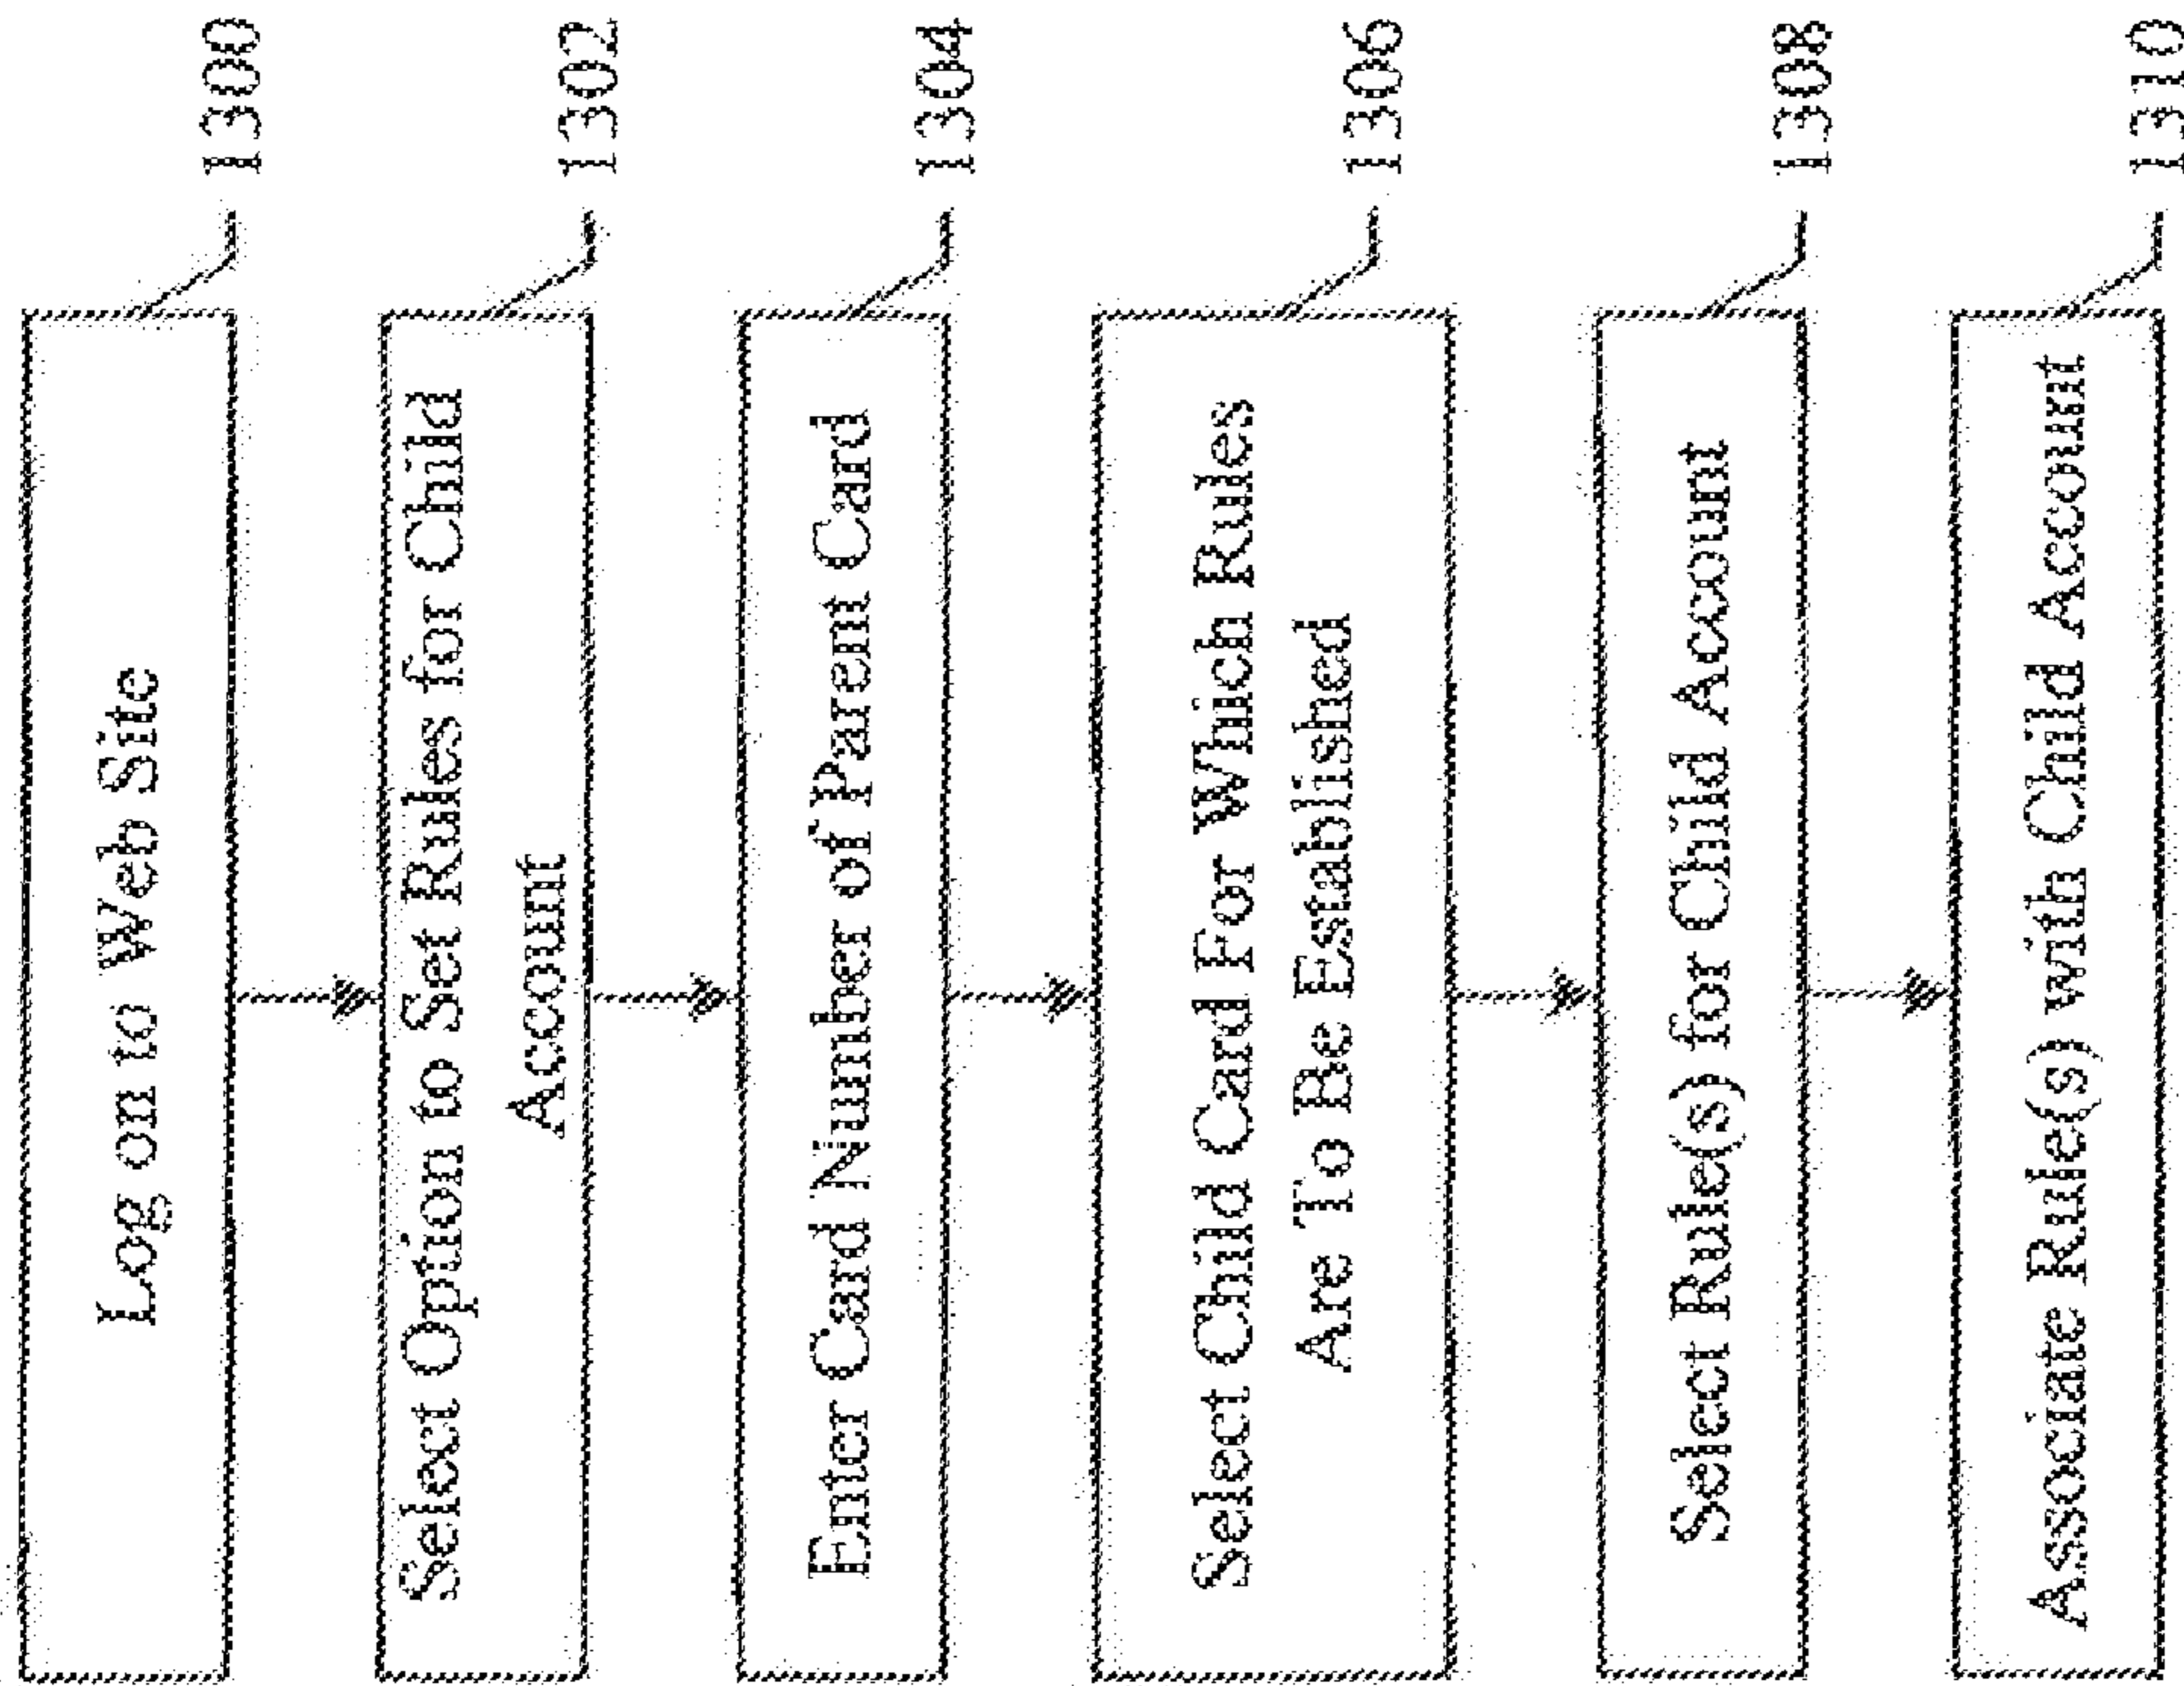 Log on to Web Site
1300
Select Option to Set Rules for Child
Account
1302
Enter Card Number of Parent Card
1304
Select Child Card For Which Rules
Are To Be Established
1306
Select Rule(s) for Child Account
1308
Associate Rule(s) with Child Account
1310